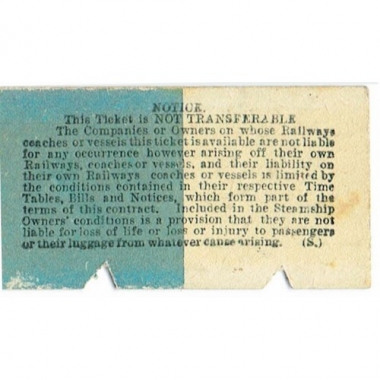 NOTICE.
This Ticket is NOT TRANSFERABLE
The Companies or Owners on whose Railways
coaches or vessels this ticket is available are not liable
for any occurrence however arising off their own
Railways, coaches or vessels, and their liability on
their own Railways coaches or vessels is limited by
the conditions contained in their respective Time
Tables, Bills and Notices, which form part of the
terms of this contract. Included in the Steamship
Owners' conditions is a provision that they are not
liable for loss of life or loss or injury to passengers
or their luggage from whatever cause arising. (S.)